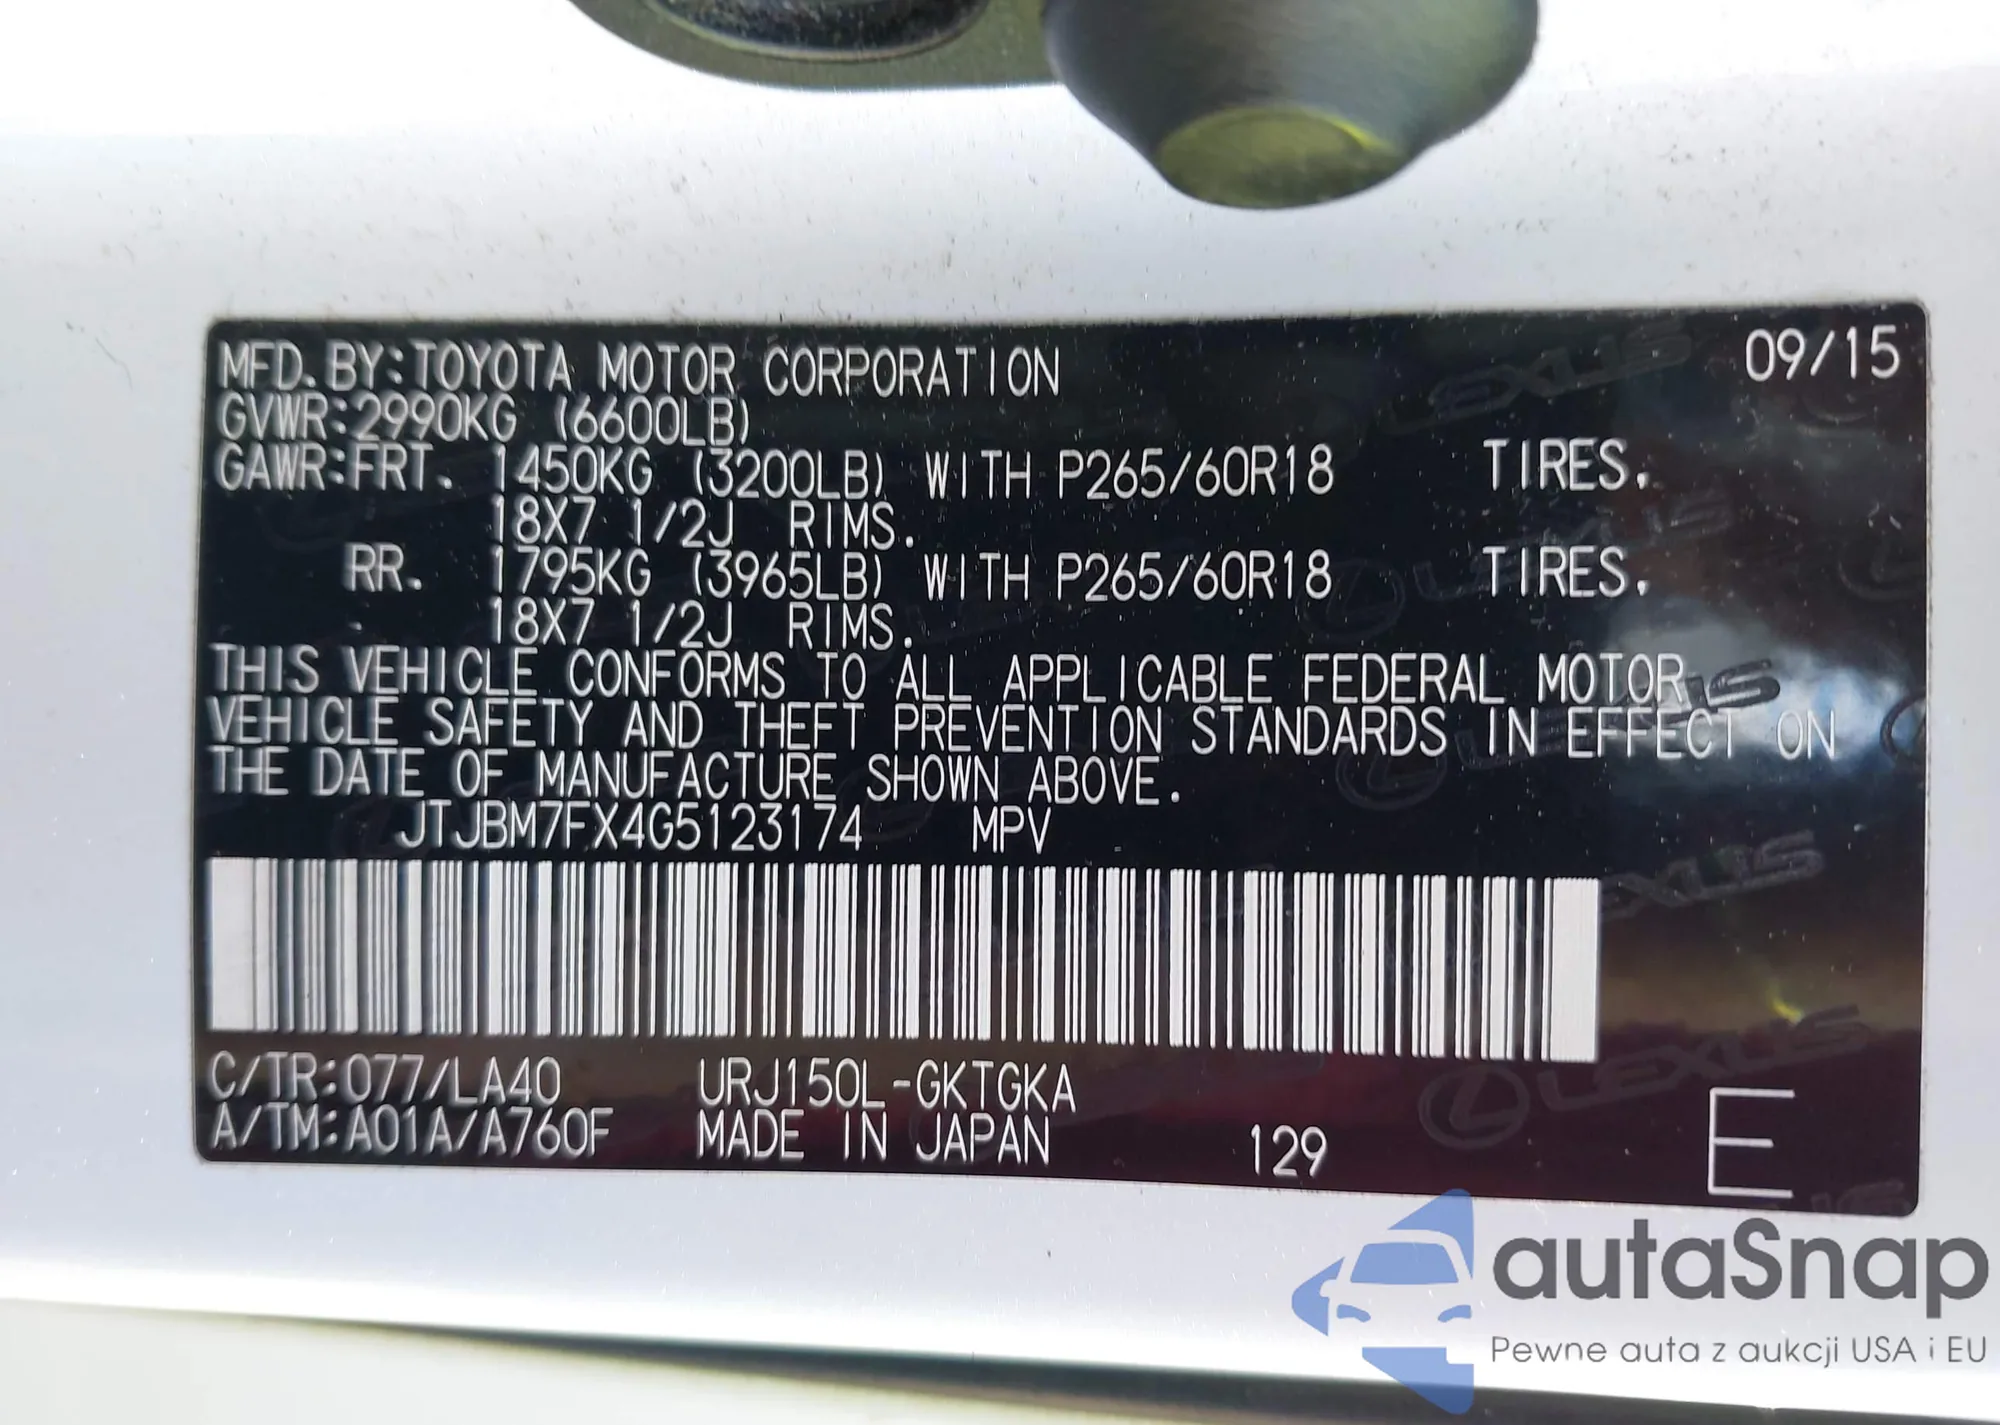 MFD. BY: TOYOTA MOTOR CORPORATION 09/15
GVWR: 2990KG (6600LB)
GAWR: FRT. 1450KG (3200LB) WITH P265/60R18 TIRES.
18X7 1/2J RIMS.
RR. 1795KG (3965LB) WITH P265/60R18 TIRES.
18X7 1/2J RIMS.
THIS VEHICLE CONFORMS TO ALL APPLICABLE FEDERAL MOTOR
VEHICLE SAFETY AND THEFT PREVENTION STANDARDS IN EFFECT ON
THE DATE OF MANUFACTURE SHOWN ABOVE.
JTJBM7FX4G5123174 MPV
C/TR: 077/LA40 URJ150L-GKTGKA
A/TM: A01A/A760F MADE IN JAPAN 129 E
LEXUS
autaSnap
Pewne auta z aukcji USA i EU